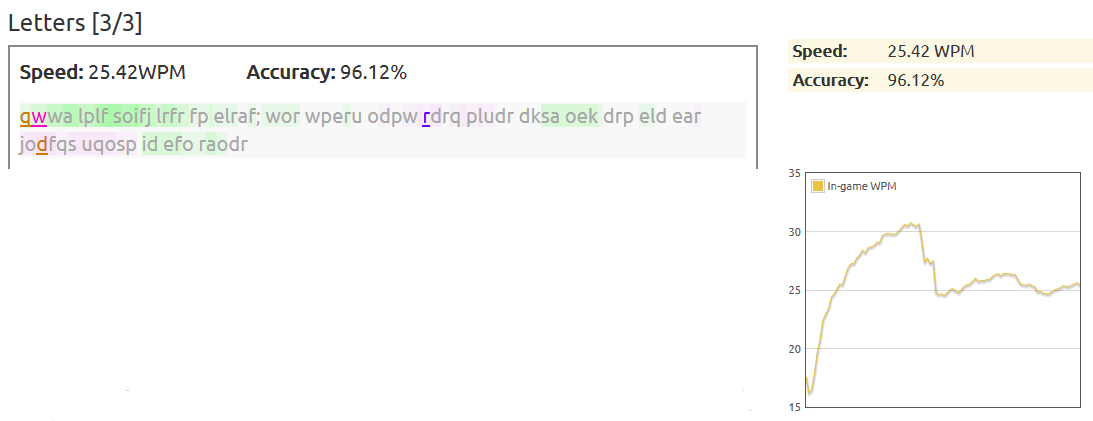 Letters [3/3]
Speed: 25.42WPM Accuracy: 96.12%
qwwa lplf soifj lrfr fp elraf; wor wperu odpw rdrq pludr dksa oek drp eld ear
jodfqs uqosp id efo raodr
Speed: 25.42 WPM
Accuracy: 96.12%
35
In-game WPM
30
25
20
15